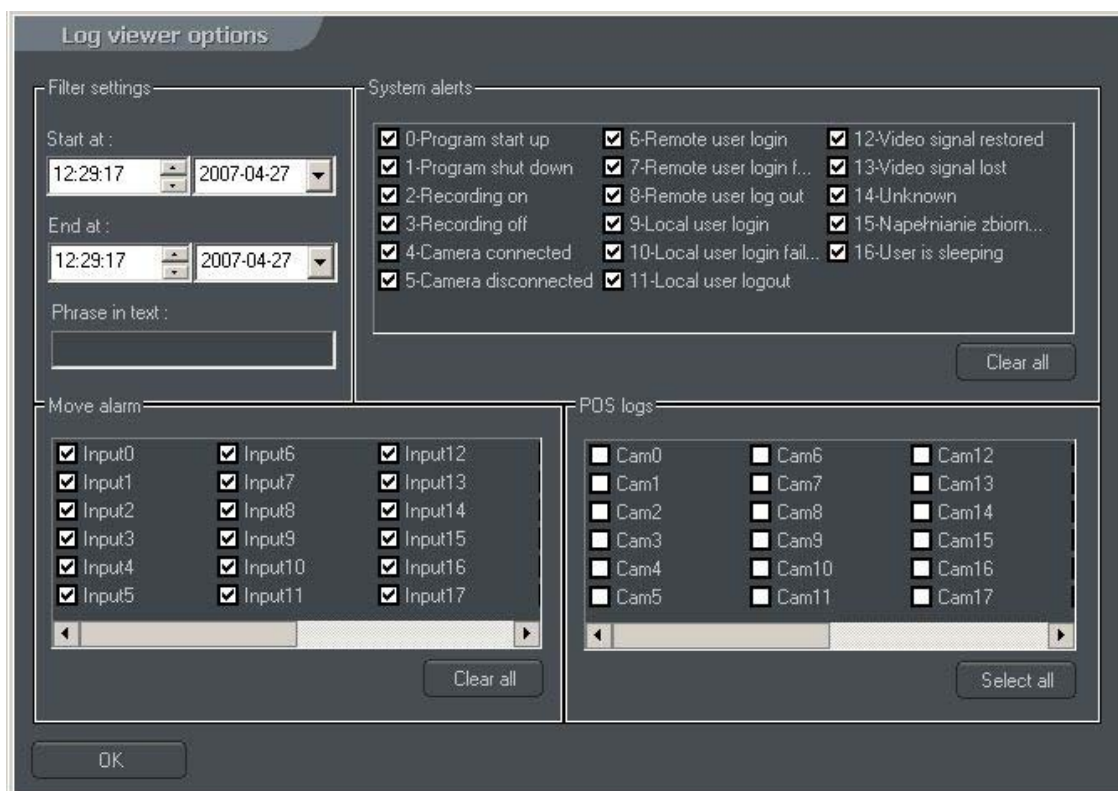 Log viewer options
Filter settings
Start at :
12:29:17 2007-04-27
End at :
12:29:17 2007-04-27
Phrase in text :
System alerts
0-Program start up 6-Remote user login 12-Video signal restored
1-Program shut down 7-Remote user login f... 13-Video signal lost
2-Recording on 8-Remote user log out 14-Unknown
3-Recording off 9-Local user login 15-Napełnianie zbiorn...
4-Camera connected 10-Local user login fail... 16-User is sleeping
5-Camera disconnected 11-Local user logout
Clear all
Move alarm
Input0 Input6 Input12
Input1 Input7 Input13
Input2 Input8 Input14
Input3 Input9 Input15
Input4 Input10 Input16
Input5 Input11 Input17
Clear all
POS logs
Cam0 Cam6 Cam12
Cam1 Cam7 Cam13
Cam2 Cam8 Cam14
Cam3 Cam9 Cam15
Cam4 Cam10 Cam16
Cam5 Cam11 Cam17
Select all
OK